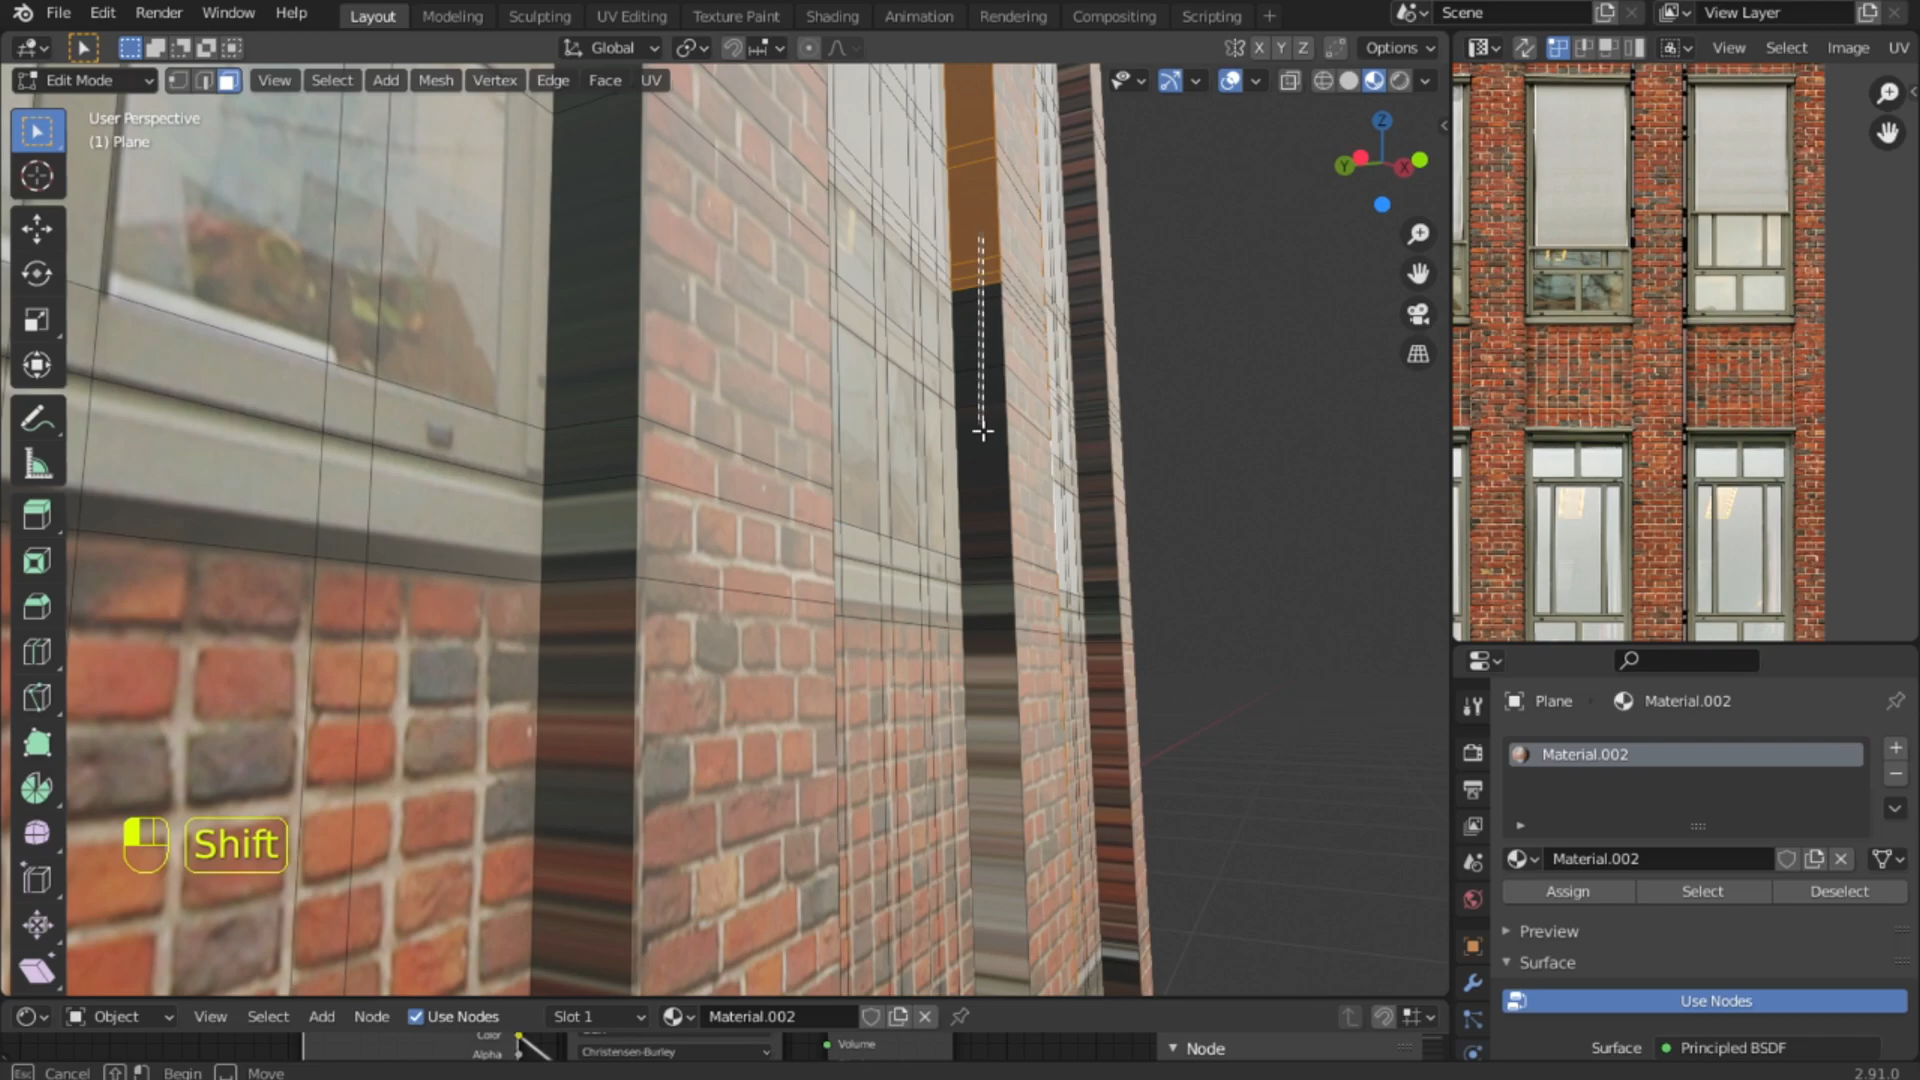 File Edit Render Window Help Layout Modeling Sculpting UV Editing Texture Paint Shading Animation Rendering Compositing Scripting + Scene View Layer
Global X Y Z Options View Select Image UV
Edit Mode View Select Add Mesh Vertex Edge Face UV
User Perspective
(1) Plane
Z
Y X
Shift
Plane Material.002
Material.002
Material.002
Assign Select Deselect
Preview
Surface
Use Nodes
Surface Principled BSDF
Object View Select Add Node Use Nodes Slot 1 Material.002
Color
Alpha
Christensen-Burley
Volume
Node
Esc Cancel Begin Move 2.91.0